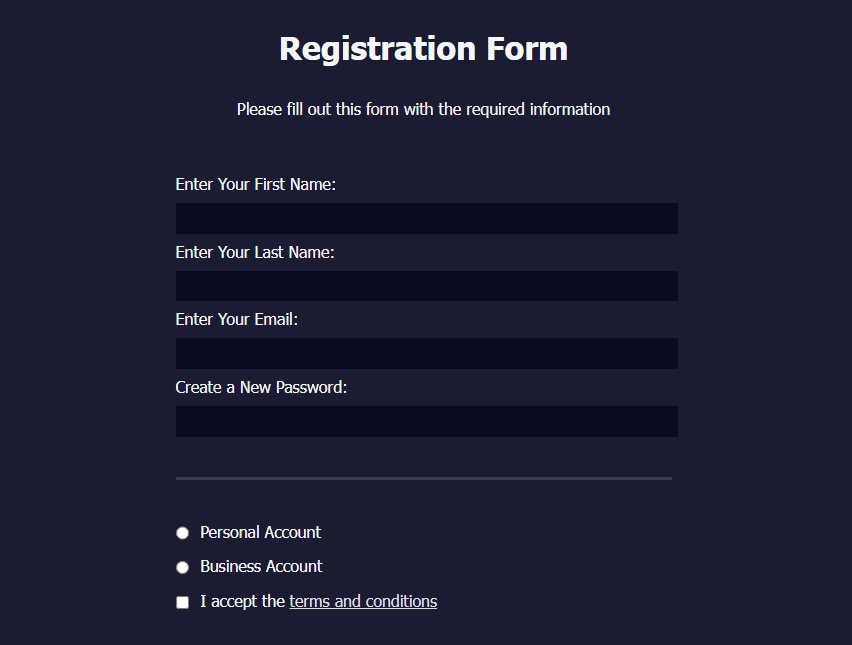 Registration Form
Please fill out this form with the required information
Enter Your First Name:
Enter Your Last Name:
Enter Your Email:
Create a New Password:
Personal Account
Business Account
I accept the terms and conditions